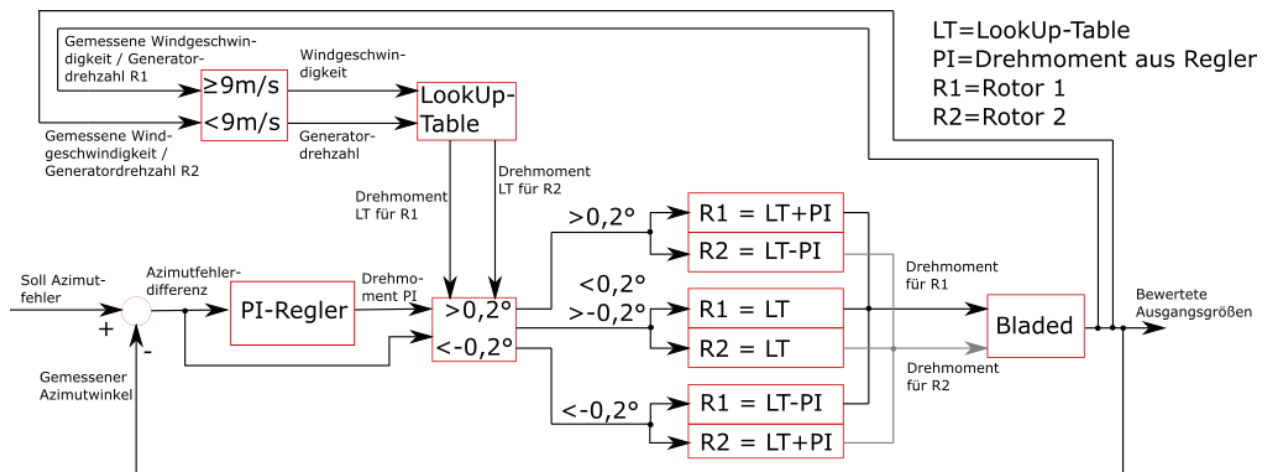 LT=LookUp-Table
PI=Drehmoment aus Regler
R1=Rotor 1
R2=Rotor 2
Gemessene Windgeschwin-
digkeit / Generator-
drehzahl R1
Windgeschwin-
digkeit
≥9m/s
<9m/s
LookUp-
Table
Gemessene Wind-
geschwindigkeit /
Generatordrehzahl R2
Generator-
drehzahl
Drehmoment
LT für R1
Drehmoment
LT für R2
>0,2°
R1 = LT+PI
R2 = LT-PI
Soll Azimut-
fehler
+
-
Azimutfehler-
differenz
PI-Regler
Drehmo-
ment PI
>0,2°
<-0,2°
<0,2°
>-0,2°
R1 = LT
R2 = LT
Drehmoment
für R1
Bladed
Bewertete
Ausgangsgrößen
Drehmoment
für R2
Gemessener
Azimutwinkel
<-0,2°
R1 = LT-PI
R2 = LT+PI